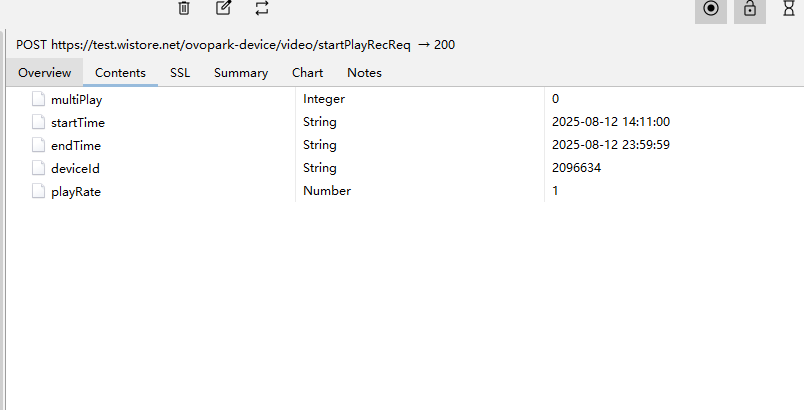 POST https://test.wistore.net/ovopark-device/video/startPlayRecReq → 200
Overview Contents SSL Summary Chart Notes
multiPlay Integer 0
startTime String 2025-08-12 14:11:00
endTime String 2025-08-12 23:59:59
deviceId String 2096634
playRate Number 1